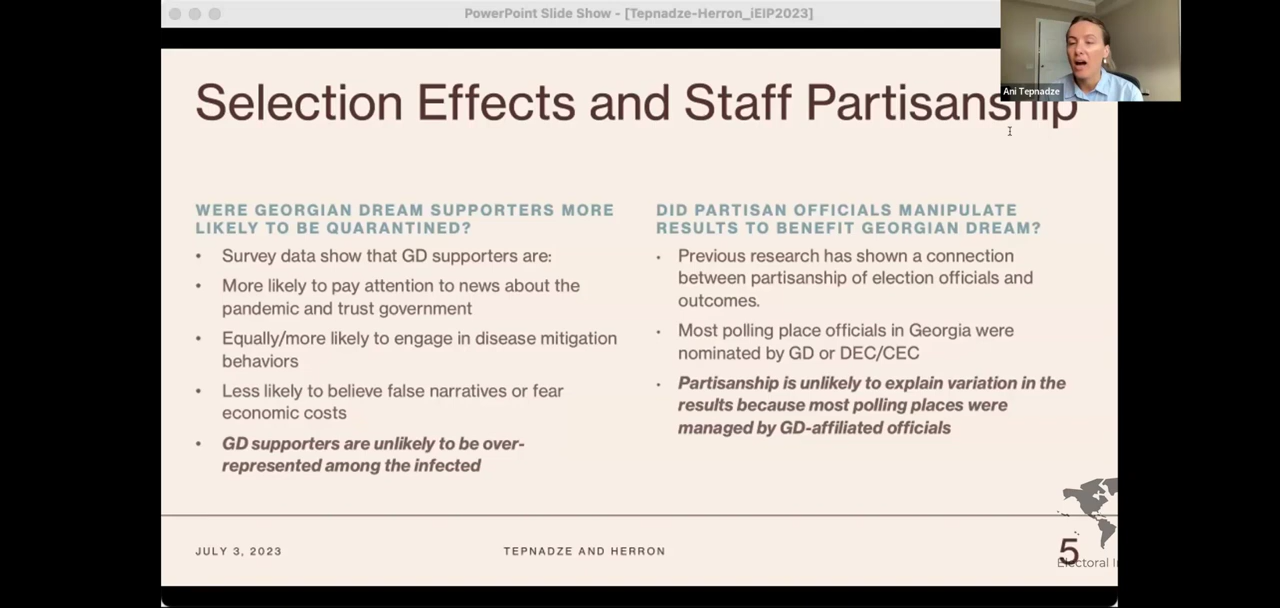 PowerPoint Slide Show - [Tepnadze-Herron_iEIP2023]
Ani Tepnadze
Selection Effects and Staff Partisanship
WERE GEORGIAN DREAM SUPPORTERS MORE
LIKELY TO BE QUARANTINED?
• Survey data show that GD supporters are:
• More likely to pay attention to news about the
pandemic and trust government
• Equally/more likely to engage in disease mitigation
behaviors
• Less likely to believe false narratives or fear
economic costs
• GD supporters are unlikely to be over-
represented among the infected
DID PARTISAN OFFICIALS MANIPULATE
RESULTS TO BENEFIT GEORGIAN DREAM?
• Previous research has shown a connection
between partisanship of election officials and
outcomes.
• Most polling place officials in Georgia were
nominated by GD or DEC/CEC
• Partisanship is unlikely to explain variation in the
results because most polling places were
managed by GD-affiliated officials
JULY 3, 2023
TEPNADZE AND HERRON
5
Electoral I